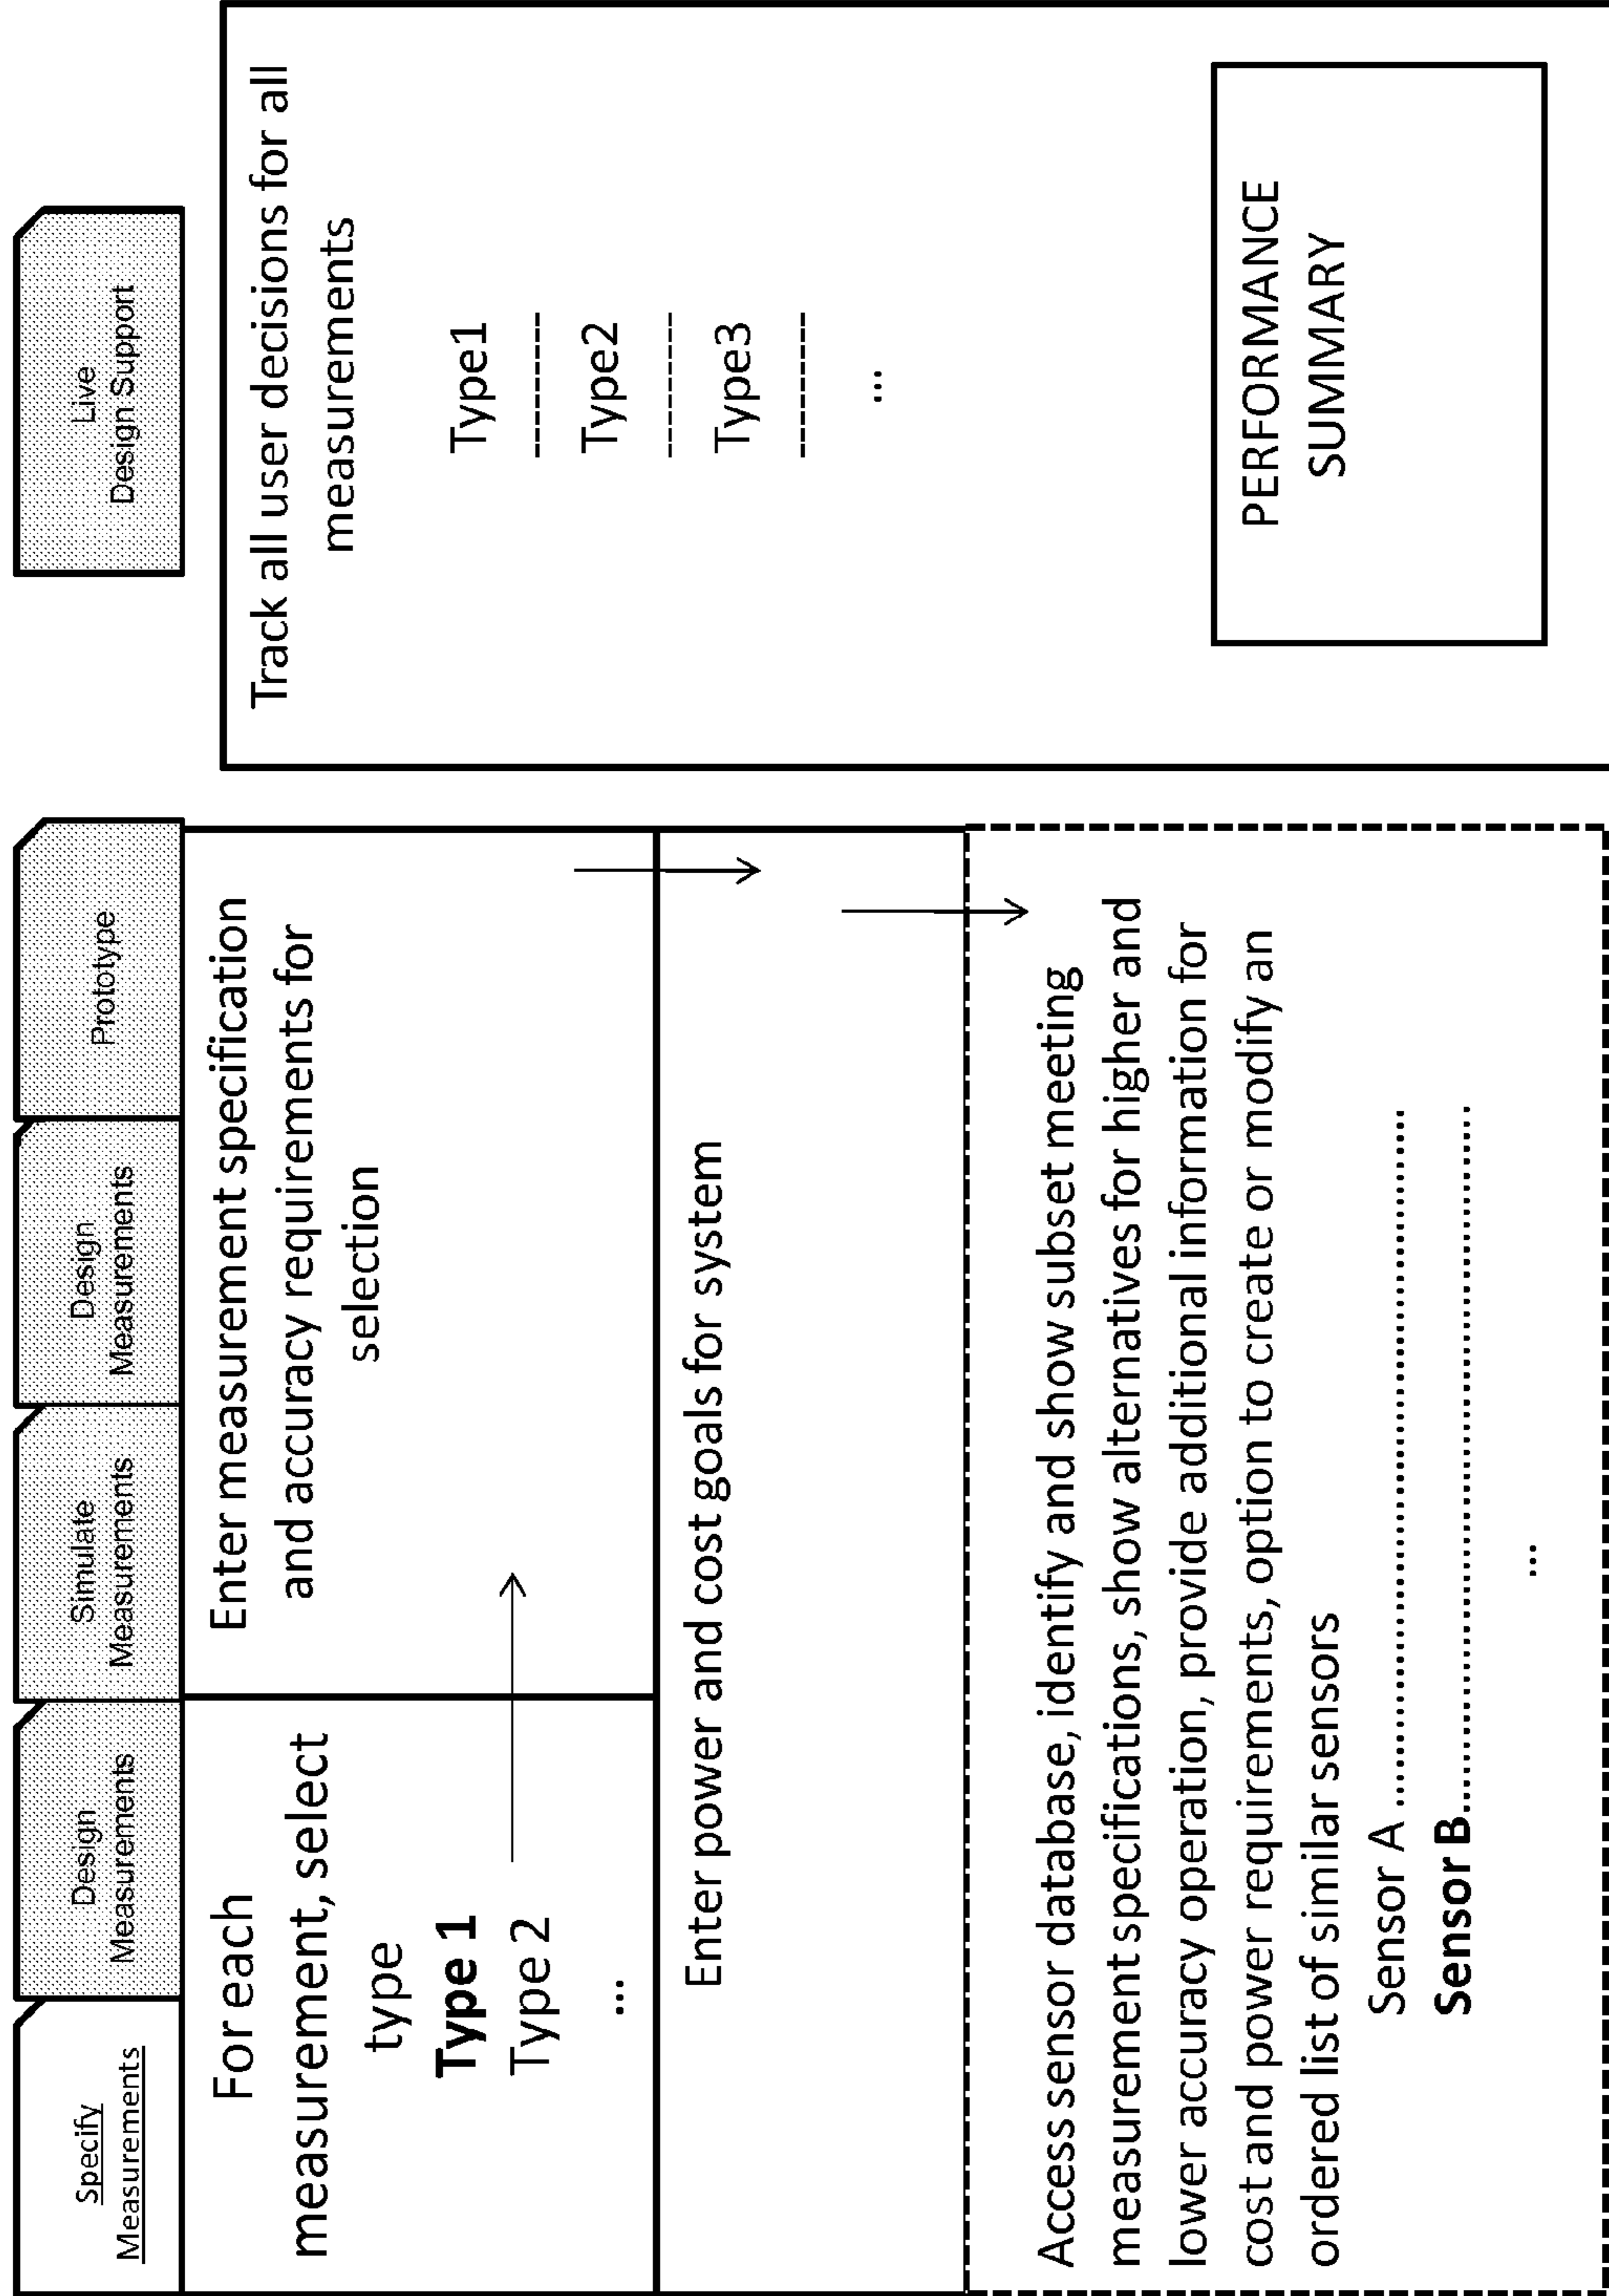 Specify
Measurements
Design
Measurements
Simulate
Measurements
Design
Measurements
Prototype
Live
Design Support
For each
measurement, select
type
Type 1
Type 2
...
Enter measurement specification
and accuracy requirements for
selection
Enter power and cost goals for system
Access sensor database, identify and show subset meeting
measurement specifications, show alternatives for higher and
lower accuracy operation, provide additional information for
cost and power requirements, option to create or modify an
ordered list of similar sensors
Sensor A ................................................................
Sensor B................................................................
...
Track all user decisions for all
measurements
Type1
Type2
Type3
...
PERFORMANCE
SUMMARY